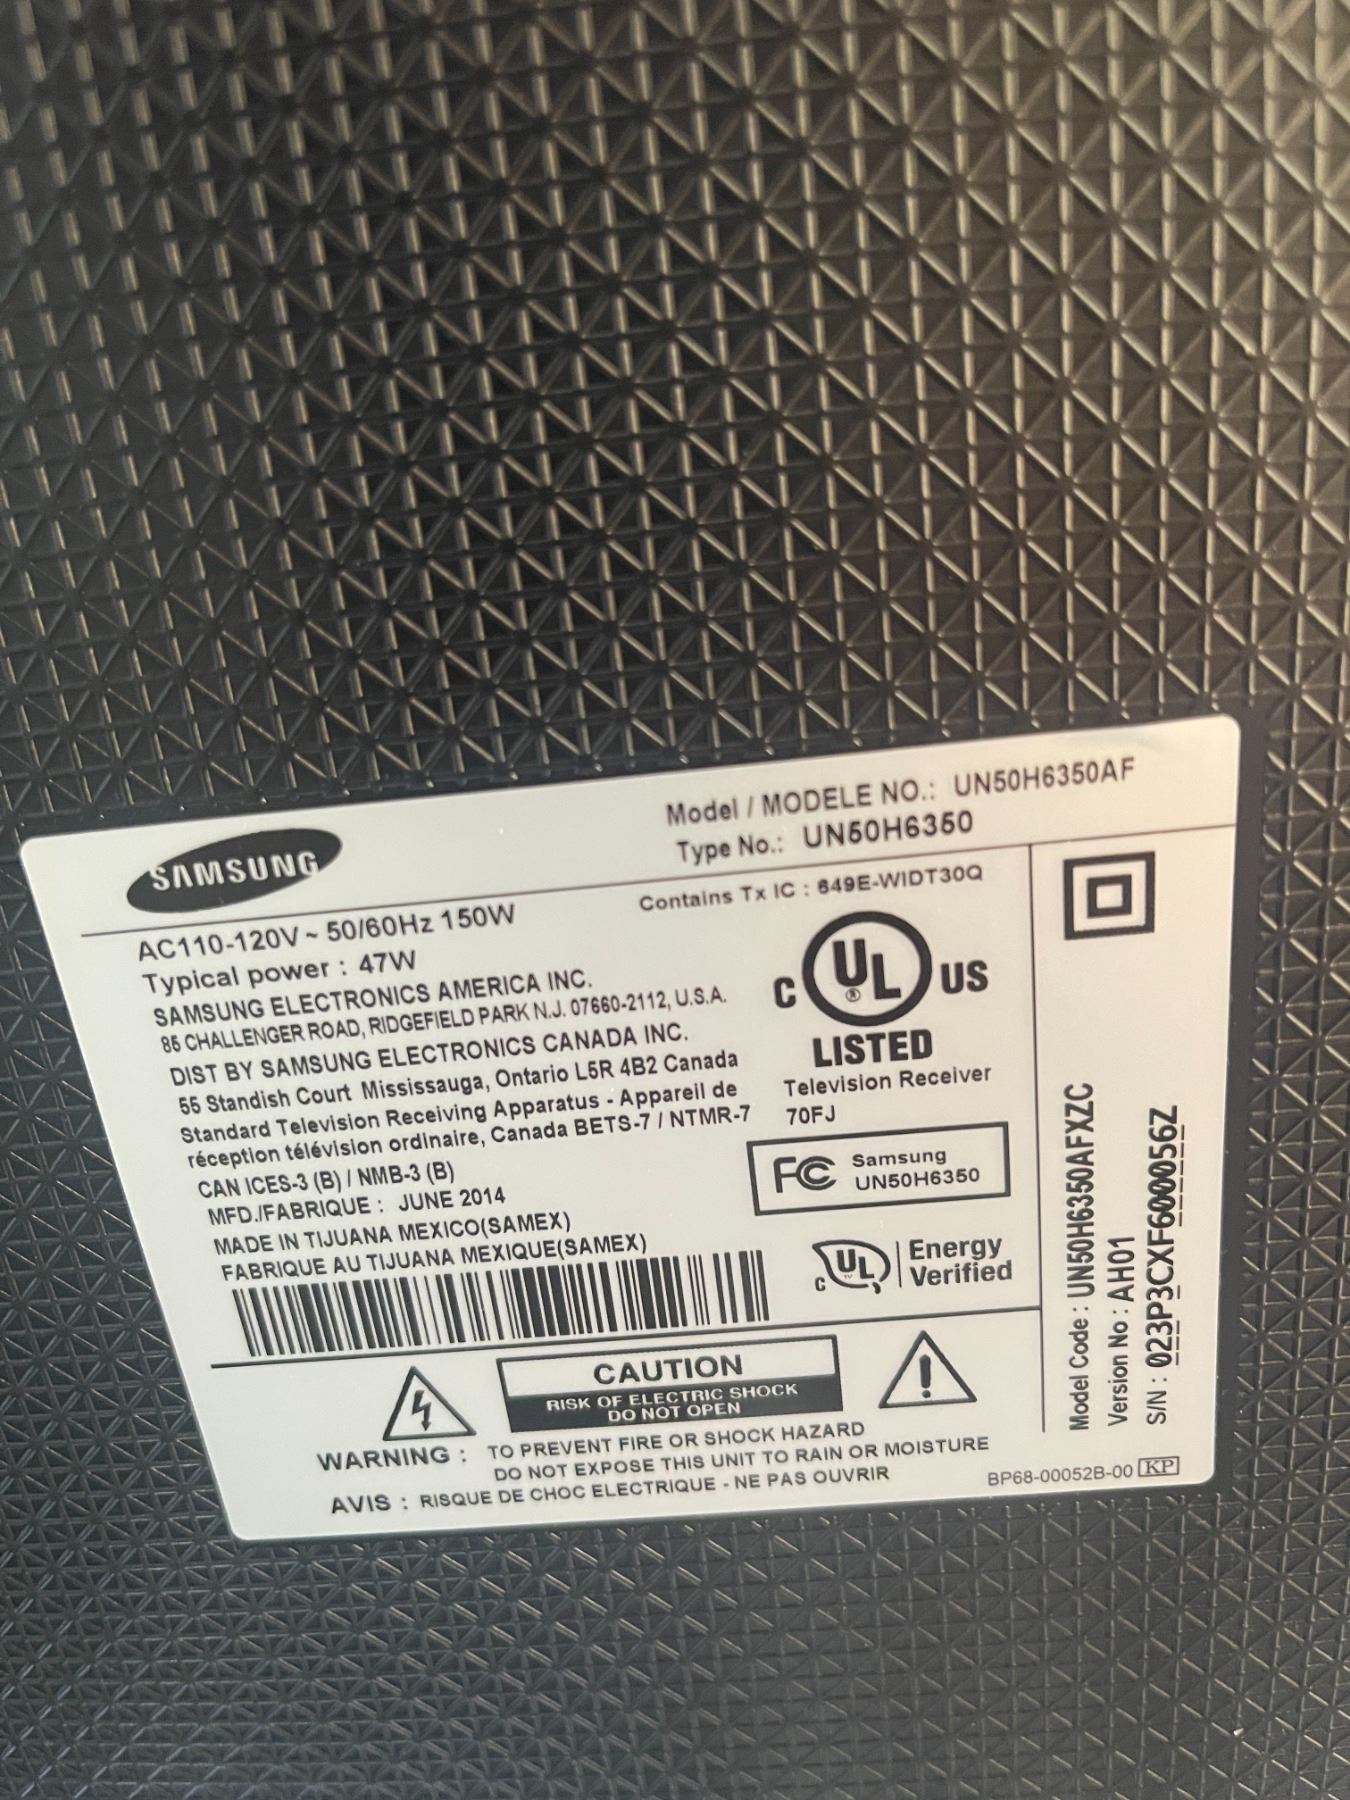 SAMSUNG
Model / MODELE NO.: UN50H6350AF
Type No.: UN50H6350
Contains Tx IC : 649E-WIDT30Q
AC110-120V ~ 50/60Hz 150W
Typical power : 47W
SAMSUNG ELECTRONICS AMERICA INC.
85 CHALLENGER ROAD, RIDGEFIELD PARK N.J. 07660-2112, U.S.A.
DIST BY SAMSUNG ELECTRONICS CANADA INC.
55 Standish Court Mississauga, Ontario L5R 4B2 Canada
Standard Television Receiving Apparatus - Appareil de
réception télévision ordinaire, Canada BETS-7 / NTMR-7
CAN ICES-3 (B) / NMB-3 (B)
MFD./FABRIQUE : JUNE 2014
MADE IN TIJUANA MEXICO(SAMEX)
FABRIQUE AU TIJUANA MEXIQUE(SAMEX)
C UL ® US
LISTED
Television Receiver
70FJ
FC Samsung
UN50H6350
C UL Energy
Verified
CAUTION
RISK OF ELECTRIC SHOCK
DO NOT OPEN
WARNING : TO PREVENT FIRE OR SHOCK HAZARD
DO NOT EXPOSE THIS UNIT TO RAIN OR MOISTURE
AVIS : RISQUE DE CHOC ELECTRIQUE - NE PAS OUVRIR
Model Code : UN50H6350AFXZC
Version No : AH01
S/N : 023P3CXF600056Z
BP68-00052B-00 KP